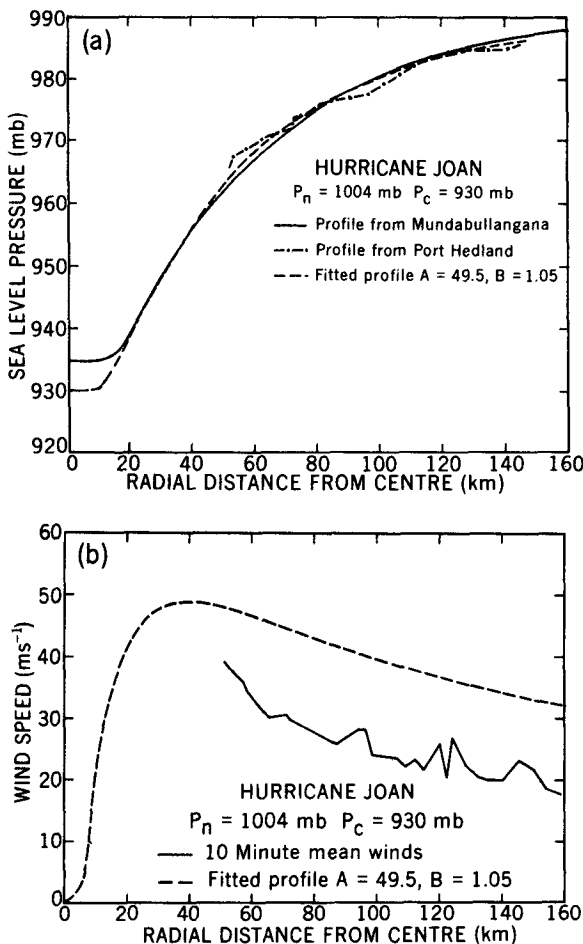 990
(a)
980
970
960
950
940
930
920
SEA LEVEL PRESSURE (mb)
HURRICANE JOAN
Pn = 1004 mb Pc = 930 mb
Profile from Mundabullangana
Profile from Port Hedland
Fitted profile A = 49.5, B = 1.05
0 20 40 60 80 100 120 140 160
RADIAL DISTANCE FROM CENTRE (km)
60
(b)
50
40
30
20
10
0
WIND SPEED (ms⁻¹)
HURRICANE JOAN
Pn = 1004 mb Pc = 930 mb
10 Minute mean winds
Fitted profile A = 49.5, B = 1.05
0 20 40 60 80 100 120 140 160
RADIAL DISTANCE FROM CENTRE (km)